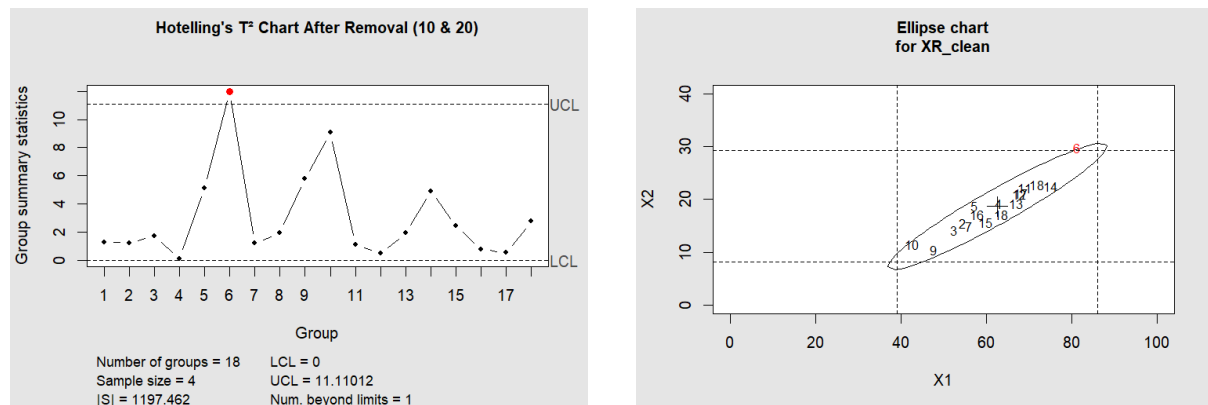 Hotelling's T² Chart After Removal (10 & 20)
Group summary statistics
10
8
6
4
2
0
UCL
LCL
1 2 3 4 5 6 7 8 9 11 13 15 17
Group
Number of groups = 18
Sample size = 4
|S| = 1197.462
LCL = 0
UCL = 11.11012
Num. beyond limits = 1
Ellipse chart
for XR_clean
X2
40
30
20
10
0
6
11 18 14
13
5
16
18
2
7
15
3
10
9
0 20 40 60 80 100
X1